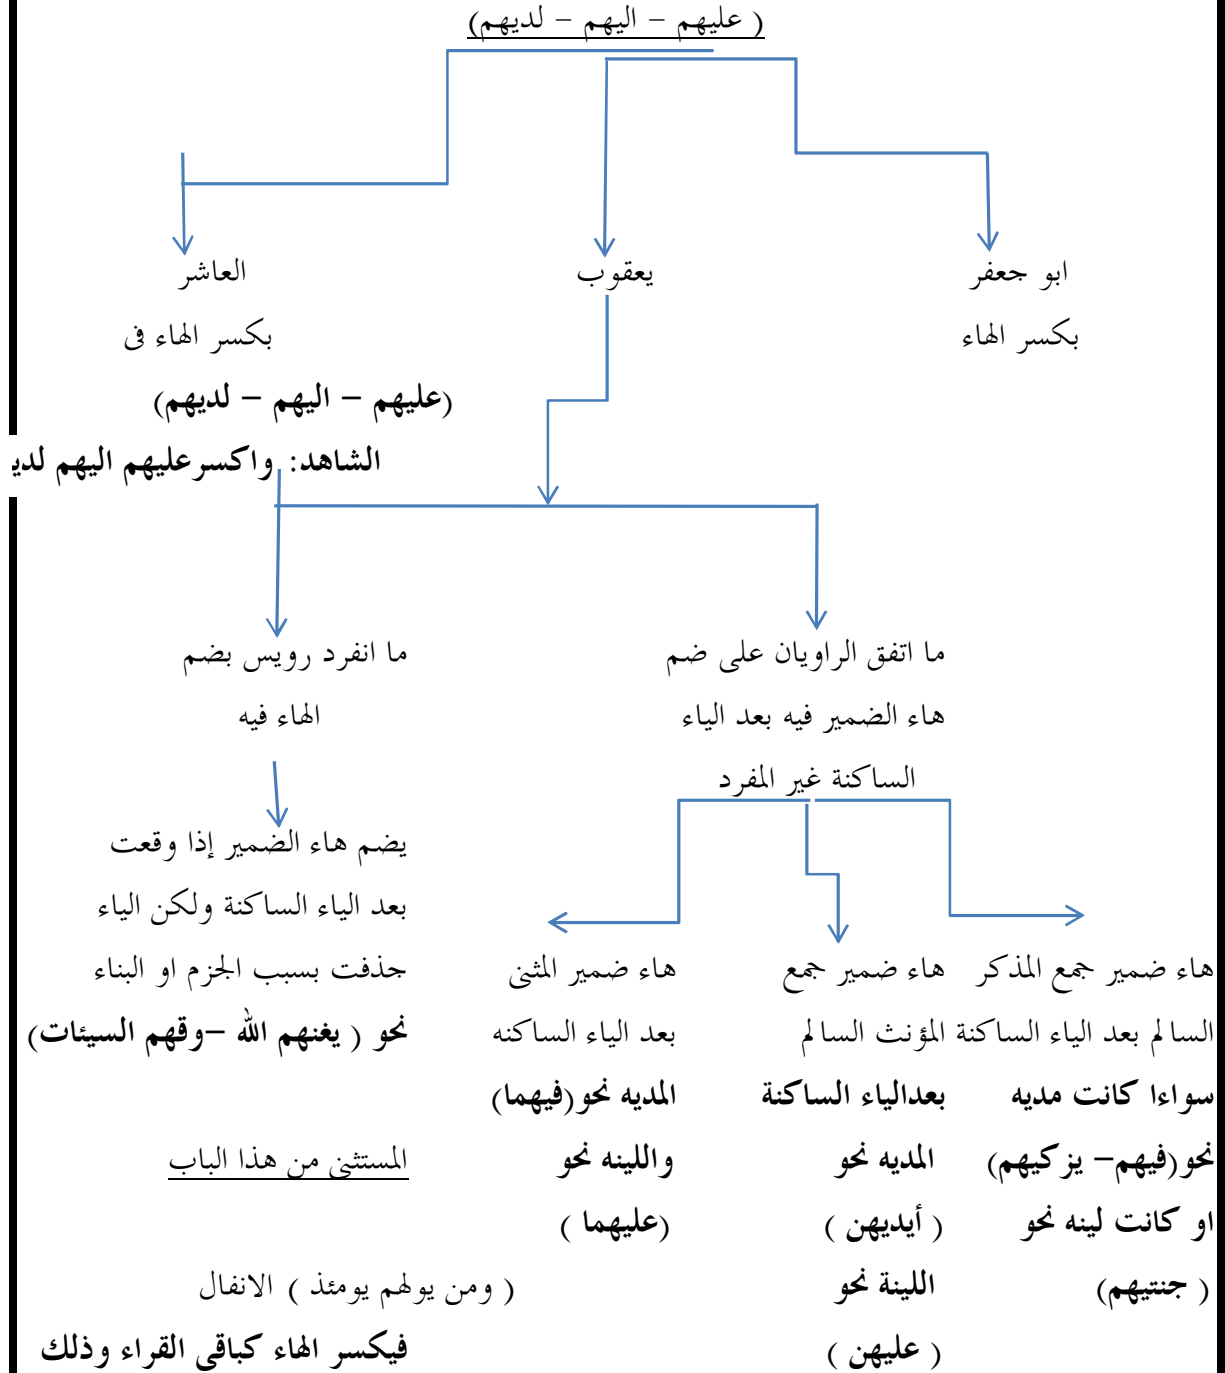 ( عليهم – اليهم – لديهم)
ابو جعفر
بكسر الهاء
يعقوب
العاشر
بكسر الهاء فى
(عليهم – اليهم – لديهم)
الشاهد: واكسرعليهم اليهم لدي
ما اتفق الراويان على ضم
هاء الضمير فيه بعد الياء
الساكنة غير المفرد
هاء ضمير جمع المذكر
السالم بعد الياء الساكنة
سواءا كانت مديه
نحو(فيهم– يزكيهم)
او كانت لينه نحو
( جنتيهم)
هاء ضمير جمع
المؤنث السالم
بعدالياء الساكنة
المديه نحو
( أيديهن )
اللينة نحو
( عليهن )
هاء ضمير المثنى
بعد الياء الساكنه
المديه نحو(فيهما)
واللينه نحو
(عليهما )
ما انفرد رويس بضم
الهاء فيه
يضم هاء الضمير إذا وقعت
بعد الياء الساكنة ولكن الياء
حذفت بسبب الجزم او البناء
نحو ( يغنهم الله –وقهم السيئات)
المستثنى من هذا الباب
( ومن يولهم يومئذ ) الانفال
فيكسر الهاء كباقى القراء وذلك